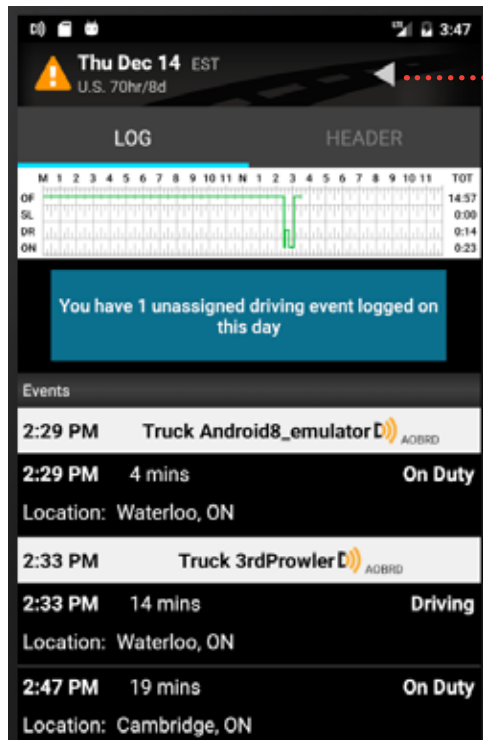 3:47
Thu Dec 14 EST
U.S. 70hr/8d
LOG HEADER
M 1 2 3 4 5 6 7 8 9 10 11 N 1 2 3 4 5 6 7 8 9 10 11 TOT
OF 14:57
SL 0:00
DR 0:14
ON 0:23
You have 1 unassigned driving event logged on
this day
Events
2:29 PM Truck Android8_emulator AOBRD
2:29 PM 4 mins On Duty
Location: Waterloo, ON
2:33 PM Truck 3rdProwler AOBRD
2:33 PM 14 mins Driving
Location: Waterloo, ON
2:47 PM 19 mins On Duty
Location: Cambridge, ON